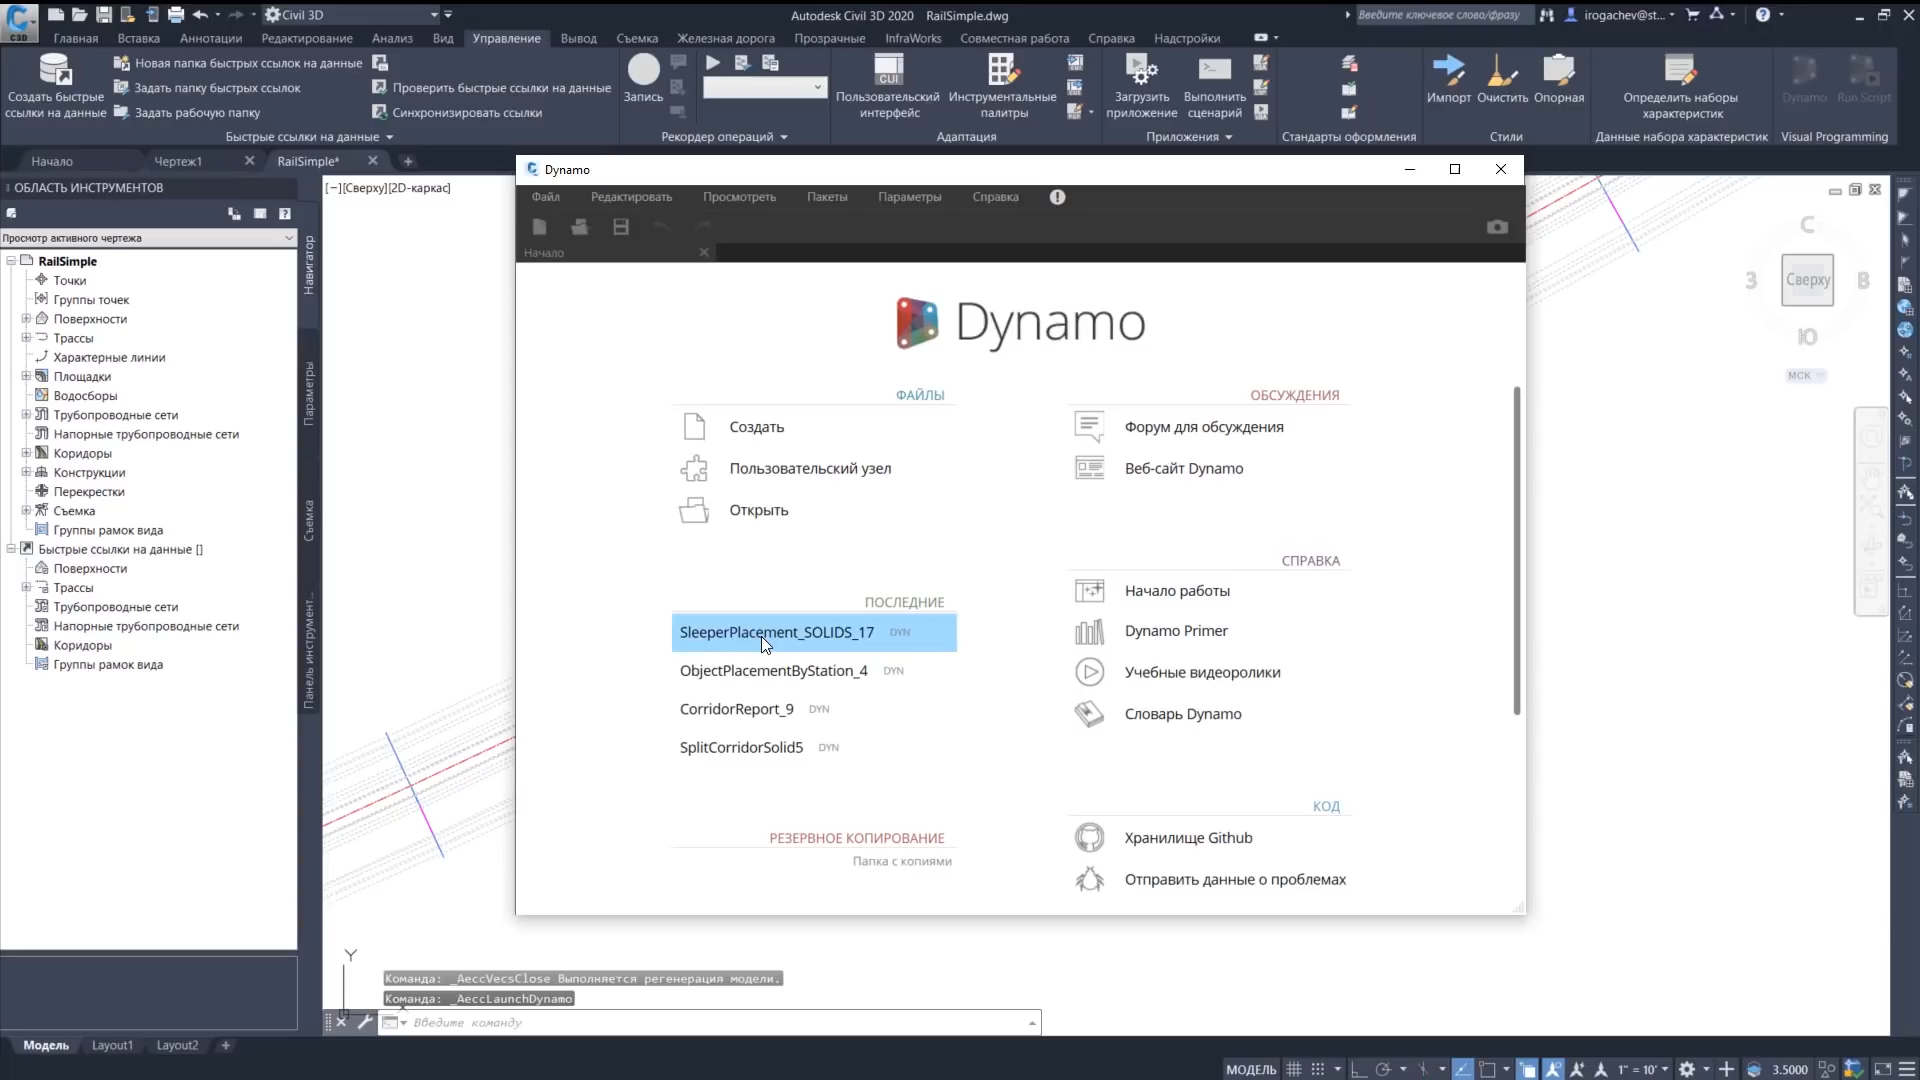 Civil 3D
Autodesk Civil 3D 2020 RailSimple.dwg
Введите ключевое слово/фразу
irogachev@st...
C3D
Главная Вставка Аннотации Редактирование Анализ Вид Управление Вывод Съемка Железная дорога Прозрачные InfraWorks Совместная работа Справка Надстройки
Создать быстрые ссылки на данные
Новая папка быстрых ссылок на данные
Задать папку быстрых ссылок
Задать рабочую папку
Проверить быстрые ссылки на данные
Синхронизировать ссылки
Быстрые ссылки на данные
Запись
Рекордер операций
CUI
Пользовательский интерфейс
Инструментальные палитры
Адаптация
Загрузить приложение
Выполнить сценарий
Приложения
Стандарты оформления
Импорт
Очистить
Опорная
Стили
Определить наборы характеристик
Данные набора характеристик
Dynamo
Run Script
Visual Programming
Начало
Чертеж1
RailSimple*
ОБЛАСТЬ ИНСТРУМЕНТОВ
Просмотр активного чертежа
RailSimple
Точки
Группы точек
Поверхности
Трассы
Характерные линии
Площадки
Водосборы
Трубопроводные сети
Напорные трубопроводные сети
Коридоры
Конструкции
Перекрестки
Съемка
Группы рамок вида
Быстрые ссылки на данные []
Поверхности
Трассы
Трубопроводные сети
Напорные трубопроводные сети
Коридоры
Группы рамок вида
Навигатор
Параметры
Съемка
Панель инструмент...
[−][Сверху][2D-каркас]
Dynamo
Файл Редактировать Просмотреть Пакеты Параметры Справка
Начало
Dynamo
ФАЙЛЫ
Создать
Пользовательский узел
Открыть
ПОСЛЕДНИЕ
SleeperPlacement_SOLIDS_17 DYN
ObjectPlacementByStation_4 DYN
CorridorReport_9 DYN
SplitCorridorSolid5 DYN
РЕЗЕРВНОЕ КОПИРОВАНИЕ
Папка с копиями
ОБСУЖДЕНИЯ
Форум для обсуждения
Веб-сайт Dynamo
СПРАВКА
Начало работы
Dynamo Primer
Учебные видеоролики
Словарь Dynamo
КОД
Хранилище Github
Отправить данные о проблемах
С
З
Сверху
В
Ю
МСК
Y
Команда: _AeccVecsClose Выполняется регенерация модели.
Команда: _AeccLaunchDynamo
Введите команду
Модель Layout1 Layout2
МОДЕЛЬ
1" = 10'
3.5000